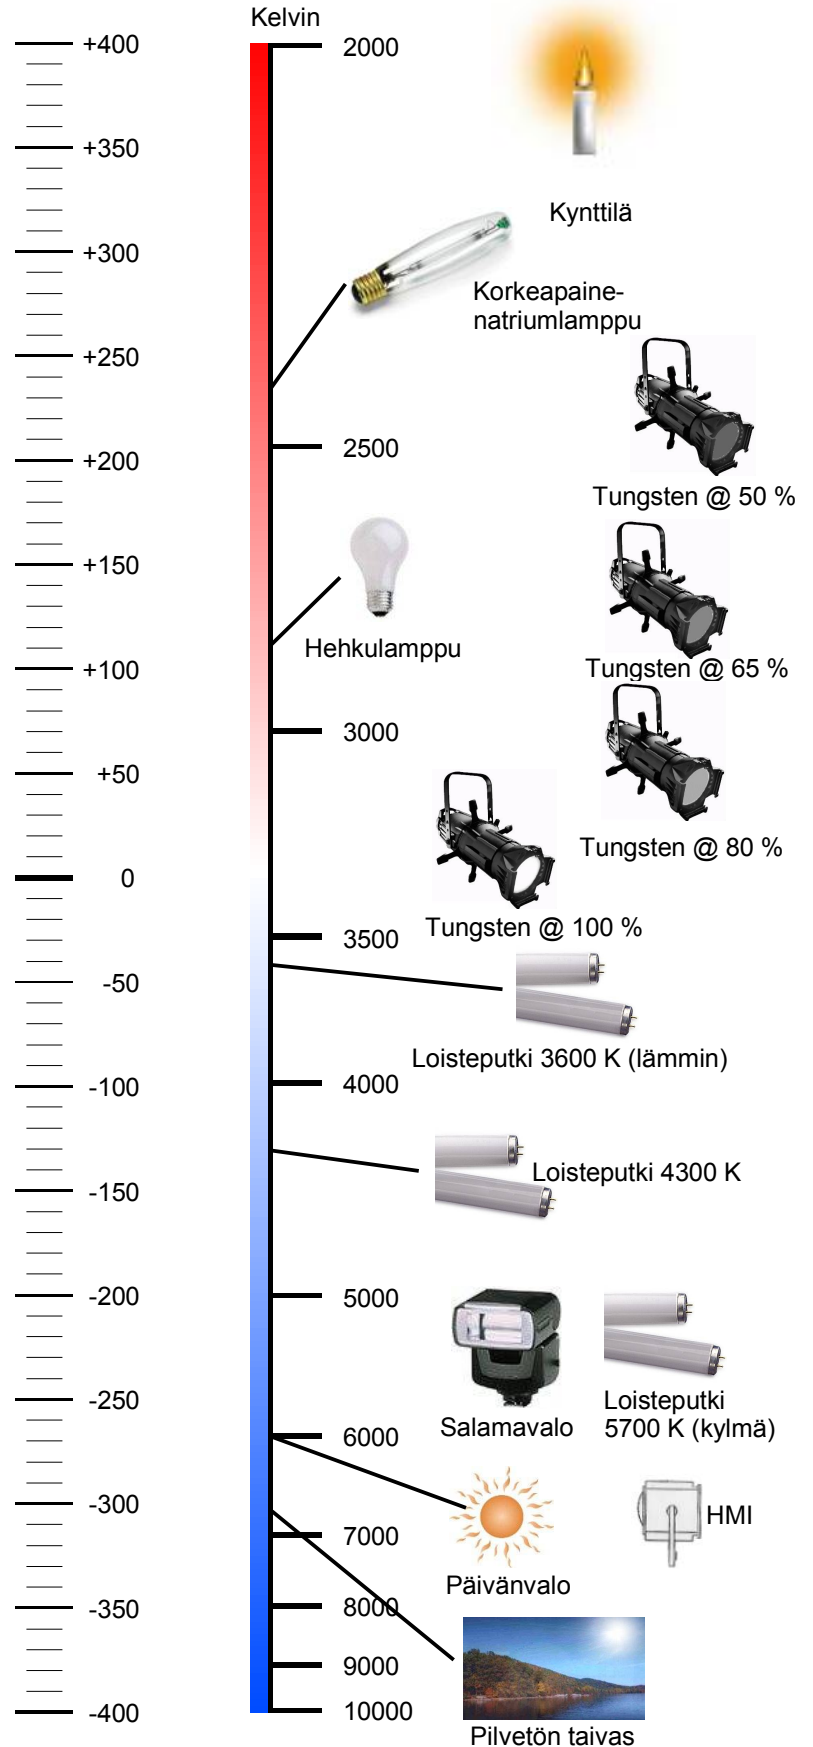 Kelvin
+400
+350
+300
+250
+200
+150
+100
+50
0
-50
-100
-150
-200
-250
-300
-350
-400
2000
2500
3000
3500
4000
5000
6000
7000
8000
9000
10000
Kynttilä
Korkeapaine-
natriumlamppu
Tungsten @ 50 %
Hehkulamppu
Tungsten @ 65 %
Tungsten @ 80 %
Tungsten @ 100 %
Loisteputki 3600 K (lämmin)
Loisteputki 4300 K
Salamavalo
Loisteputki
5700 K (kylmä)
HMI
Päivänvalo
Pilvetön taivas